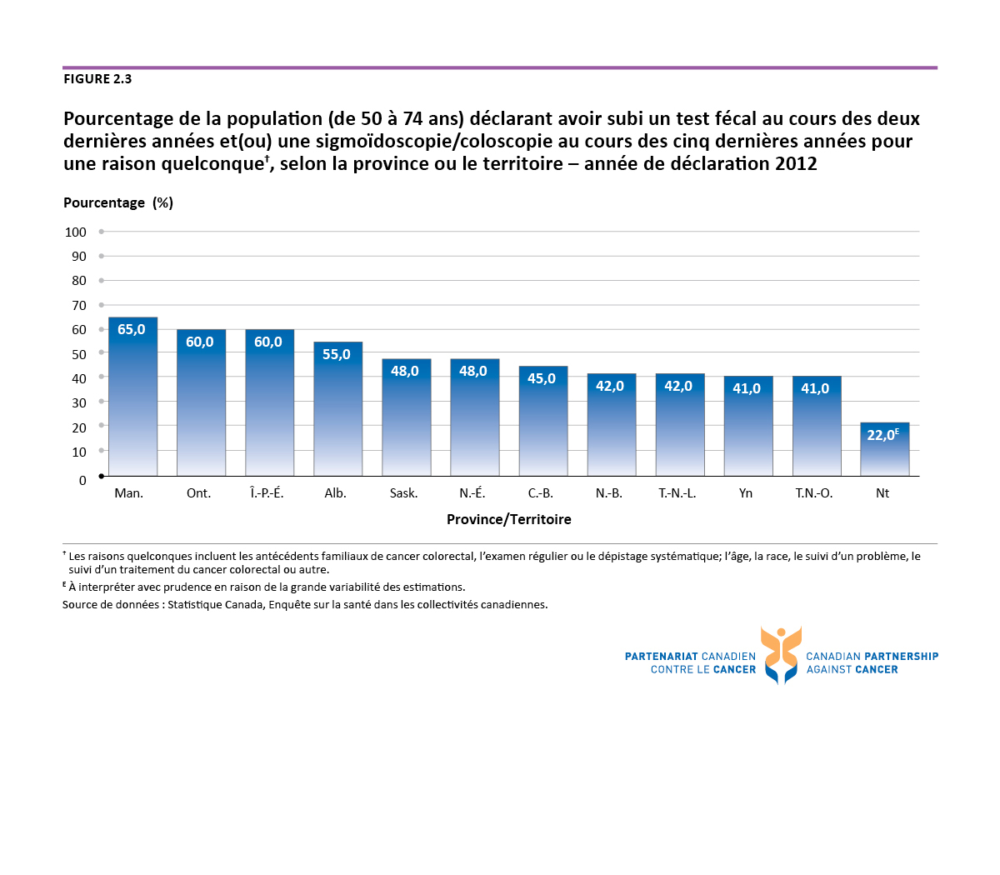 FIGURE 2.3
Pourcentage de la population (de 50 à 74 ans) déclarant avoir subi un test fécal au cours des deux
dernières années et(ou) une sigmoïdoscopie/coloscopie au cours des cinq dernières années pour
une raison quelconque†, selon la province ou le territoire – année de déclaration 2012
Pourcentage (%)
100
90
80
70
60
50
40
30
20
10
0
65,0
60,0
60,0
55,0
48,0
48,0
45,0
42,0
42,0
41,0
41,0
22,0E
Man.
Ont.
Î.-P.-É.
Alb.
Sask.
N.-É.
C.-B.
N.-B.
T.-N.-L.
Yn
T.N.-O.
Nt
Province/Territoire
† Les raisons quelconques incluent les antécédents familiaux de cancer colorectal, l'examen régulier ou le dépistage systématique; l'âge, la race, le suivi d'un problème, le
suivi d'un traitement du cancer colorectal ou autre.
E À interpréter avec prudence en raison de la grande variabilité des estimations.
Source de données : Statistique Canada, Enquête sur la santé dans les collectivités canadiennes.
PARTENARIAT CANADIEN
CONTRE LE CANCER
CANADIAN PARTNERSHIP
AGAINST CANCER